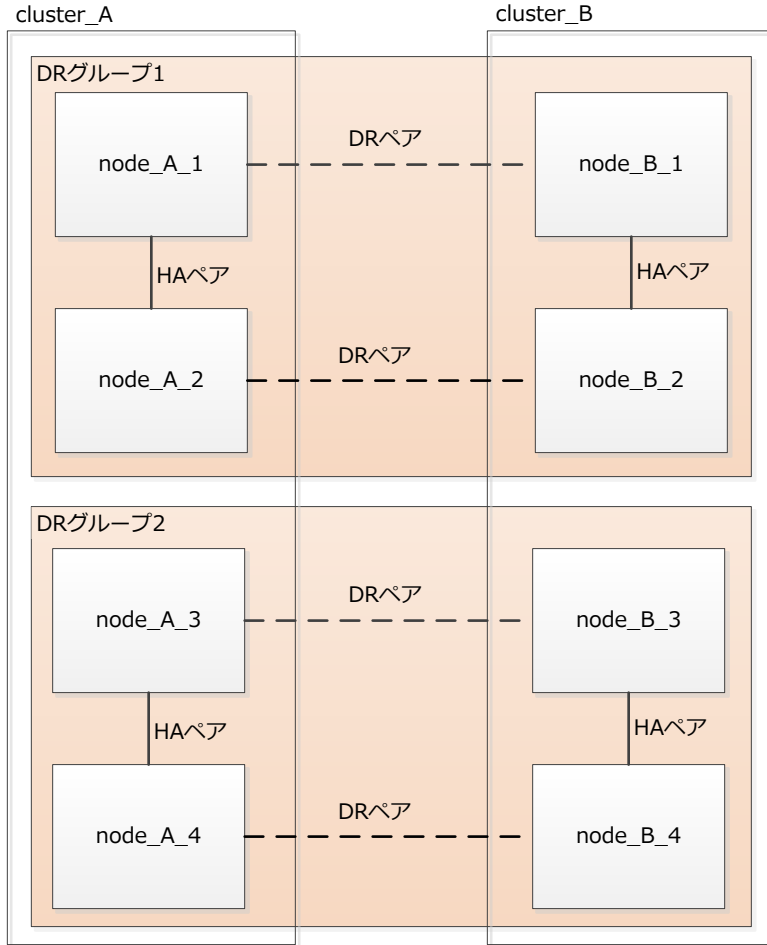 cluster_A
cluster_B
DRグループ1
node_A_1
DRペア
node_B_1
HAペア
HAペア
node_A_2
DRペア
node_B_2
DRグループ2
node_A_3
DRペア
node_B_3
HAペア
HAペア
node_A_4
DRペア
node_B_4